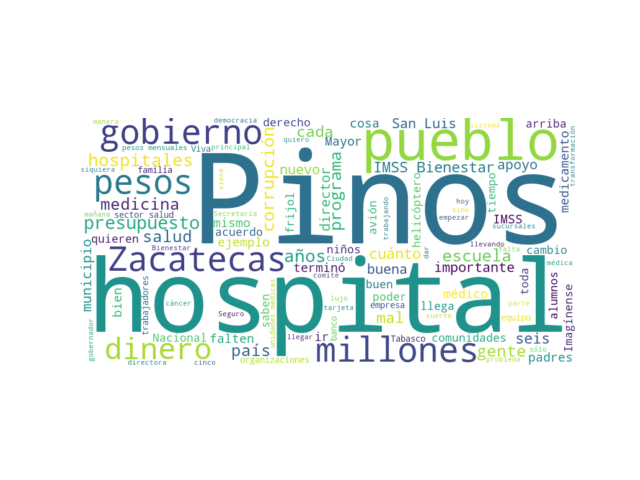 manera
democracia
derecho
cosa
San Luis
arriba
gobierno
cada
pueblo
sistema
pesos mensuales
Viva
principal
quiero
Mayor
hospitales
nuevo
IMSS Bienestar
apoyo
siquiera
familia
corrupción
programa
director
medicamento
transformación
pesos
viene
Pinos
helicóptero
tiempo
medicina
frijol
avión
trabajando
hoy
sino
IMSS
mañana
sector salud
Secretaría
empezar
sucursales
presupuesto
mismo
quieren
salud
ejemplo
niños
cuánto
dar
llevando
falta
cambio
Zacatecas
años
escuela
médica
municipio
Bienestar
Ciudad
terminó
buena
importante
comité
hospital
toda
alumnos
Imagínense
bien
trabajadores
cáncer
saben
unidades médicas
lujo
tarjeta
buen
poder
empresa
médico
llega
parte
equipo
Seguro
banco
mal
suerte
gobernador
Nacional
falten
llegar
ir
Tabasco
comunidades
seis
dinero
país
millones
gente
sólo
padres
directora
cinco
organizaciones
problema